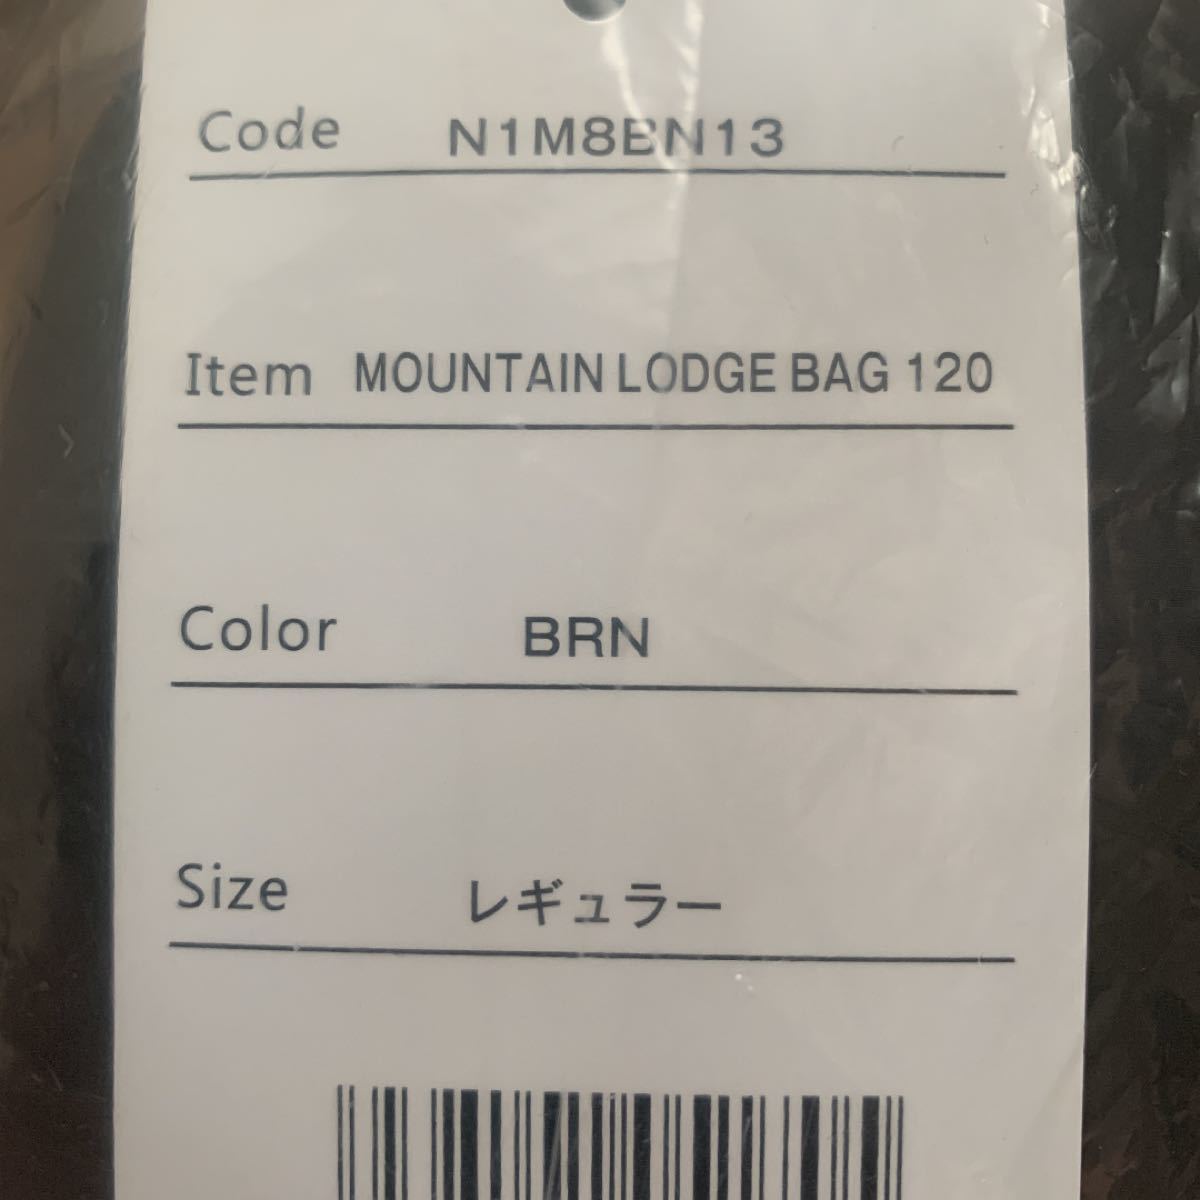 Code N1M8BN13
Item MOUNTAIN LODGE BAG 120
Color BRN
Size レギュラー